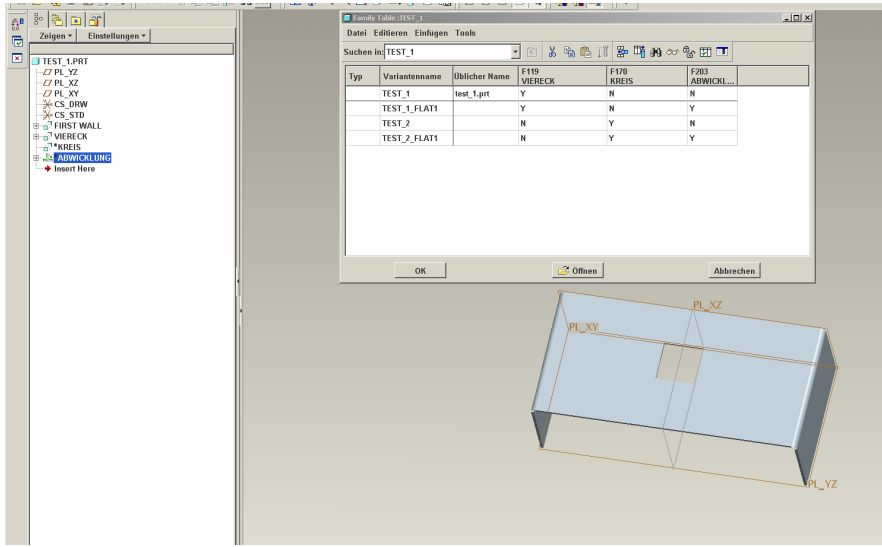 Zeigen Einstellungen
TEST_1.PRT
PL_YZ
PL_XZ
PL_XY
CS_DRW
CS_STD
FIRST WALL
VIERECK
*KREIS
ABWICKLUNG
Insert Here
Family Table :TEST_1
Datei Editieren Einfügen Tools
Suchen in: TEST_1
Typ Variantenname Üblicher Name F119 VIERECK F170 KREIS F203 ABWICKL...
TEST_1 test_1.prt Y N N
TEST_1_FLAT1 Y N Y
TEST_2 N Y N
TEST_2_FLAT1 N Y Y
OK Öffnen Abbrechen
PL_XZ
PL_XY
PL_YZ